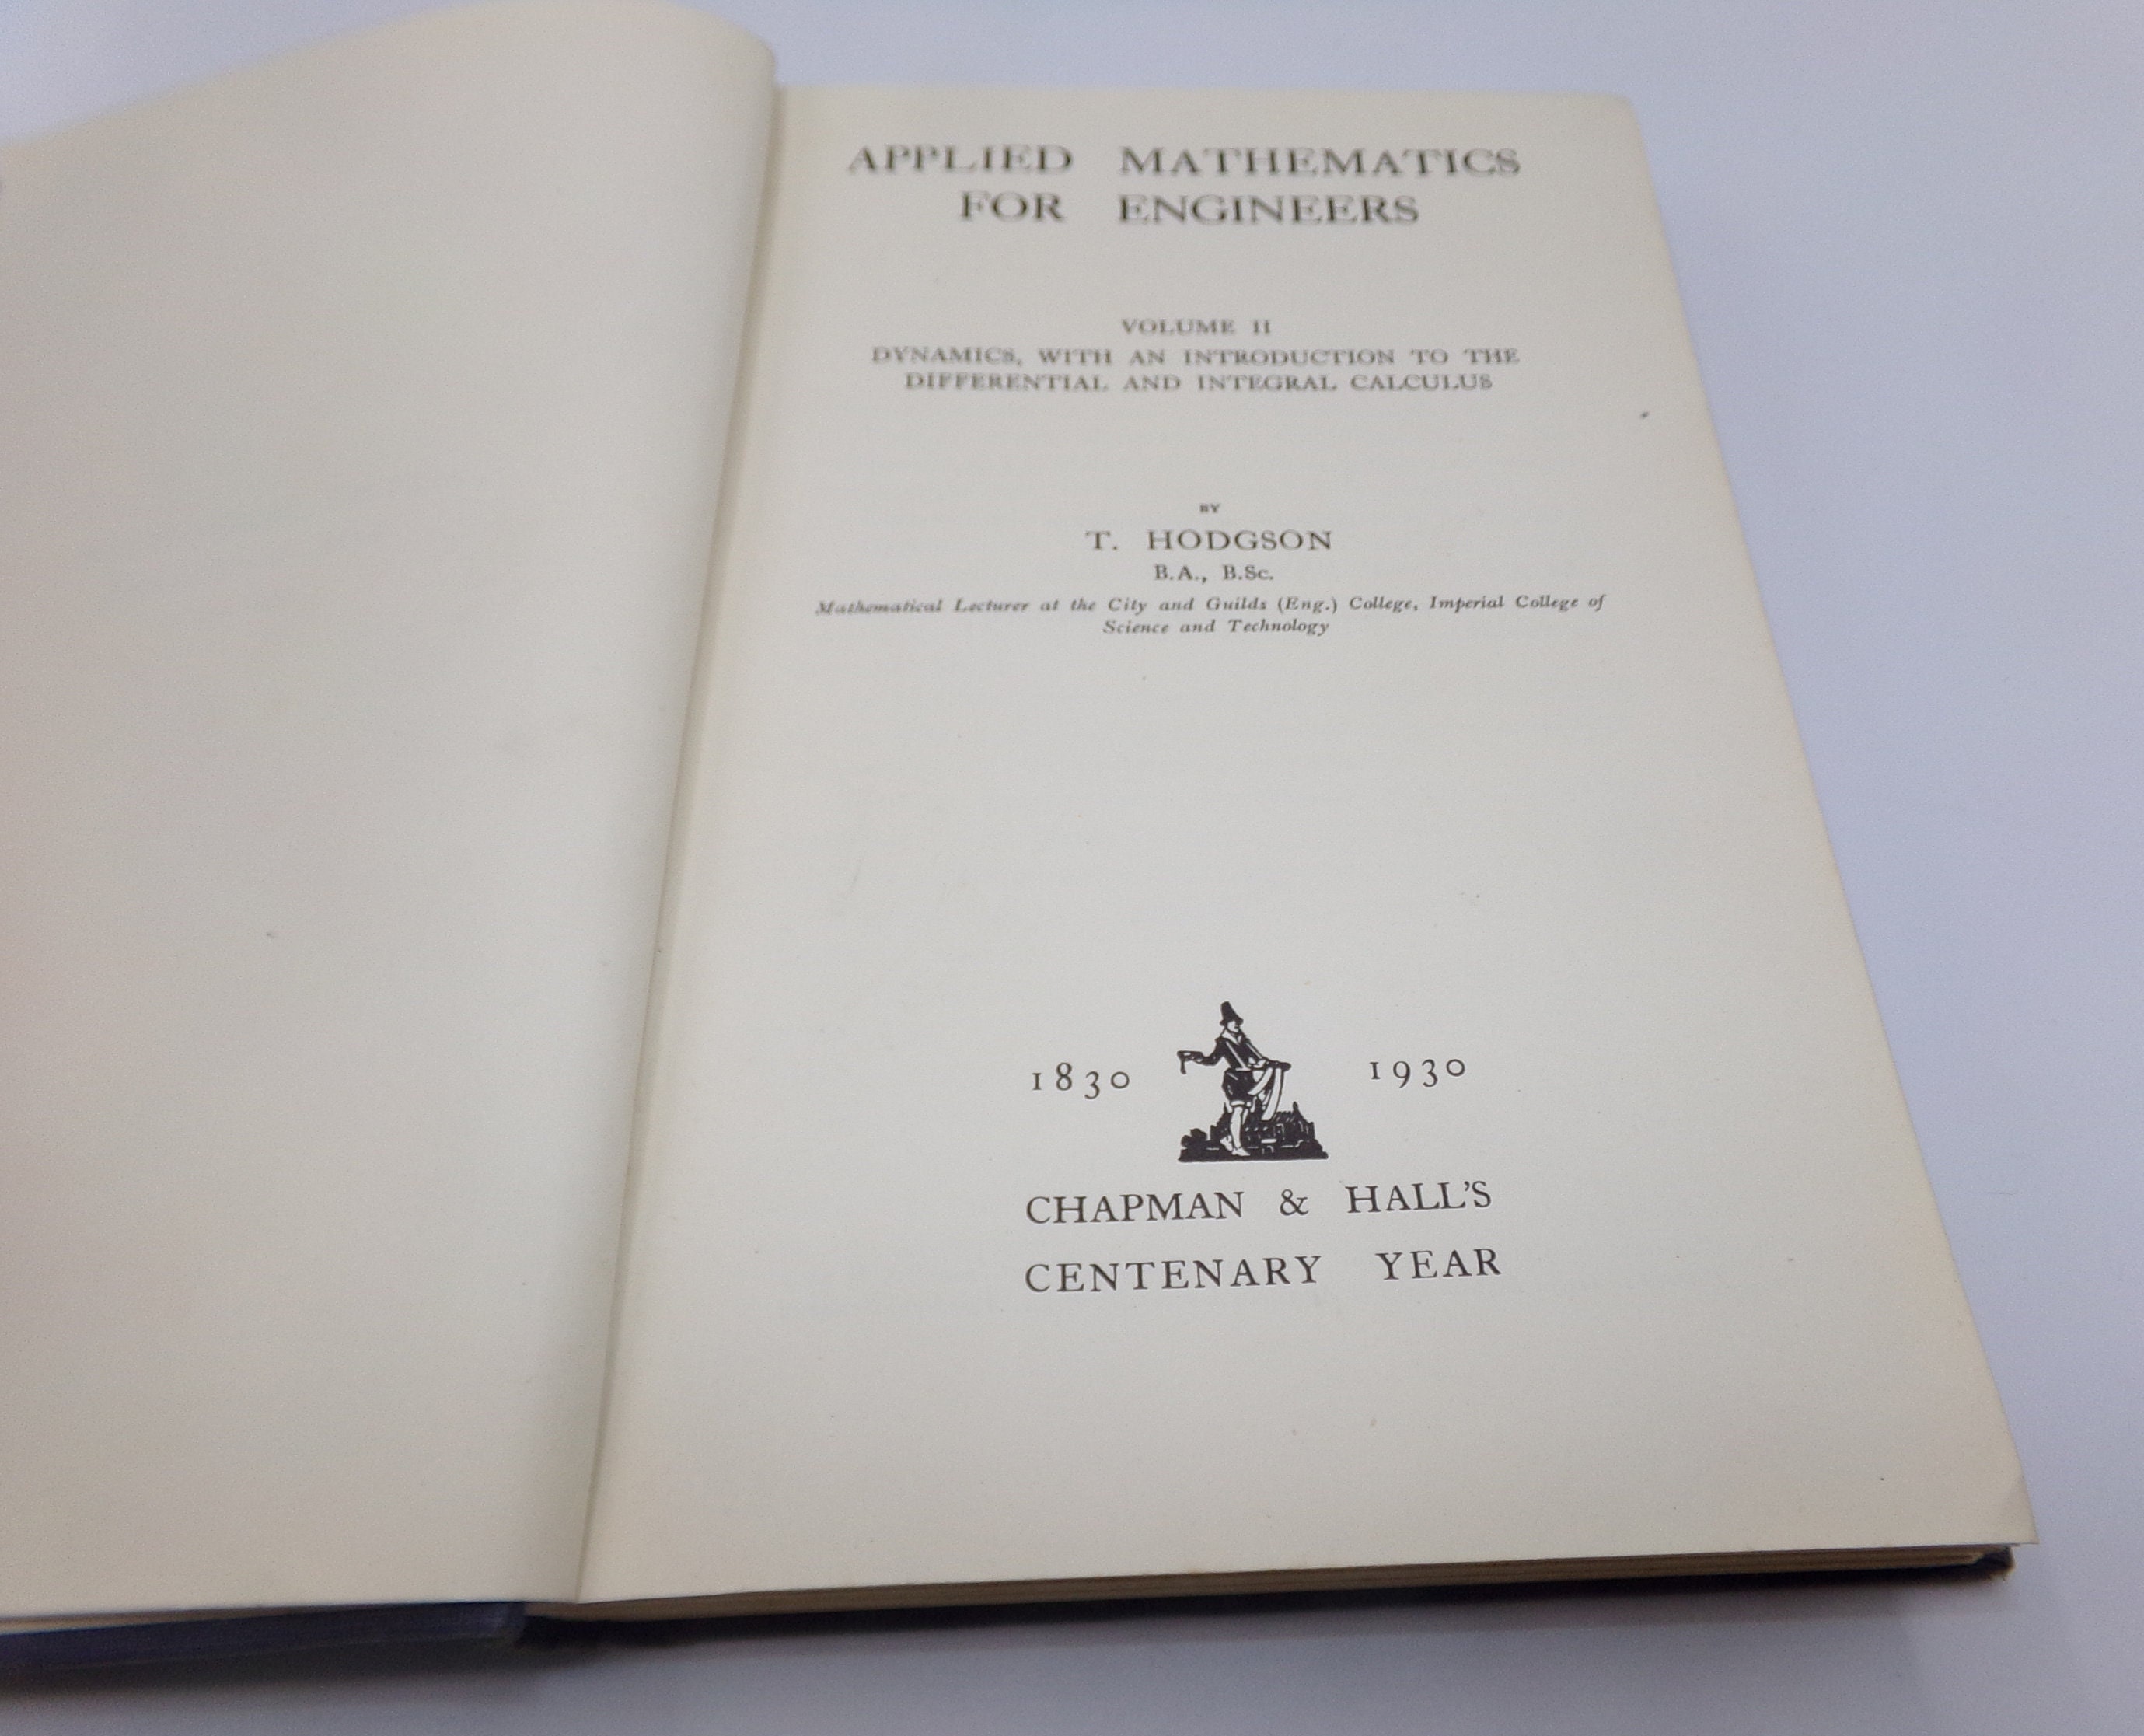 APPLIED MATHEMATICS
FOR ENGINEERS
VOLUME II
DYNAMICS, WITH AN INTRODUCTION TO THE
DIFFERENTIAL AND INTEGRAL CALCULUS
BY
T. HODGSON
B.A., B.Sc.
Mathematical Lecturer at the City and Guilds (Eng.) College, Imperial College of
Science and Technology
1830 1930
CHAPMAN & HALL'S
CENTENARY YEAR